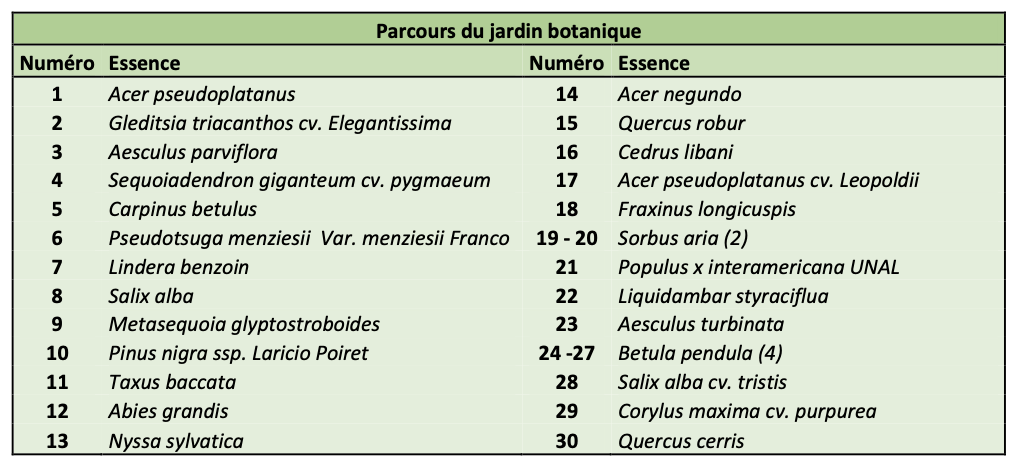 Parcours du jardin botanique
Numéro Essence Numéro Essence
1 Acer pseudoplatanus 14 Acer negundo
2 Gleditsia triacanthos cv. Elegantissima 15 Quercus robur
3 Aesculus parviflora 16 Cedrus libani
4 Sequoiadendron giganteum cv. pygmaeum 17 Acer pseudoplatanus cv. Leopoldii
5 Carpinus betulus 18 Fraxinus longicuspis
6 Pseudotsuga menziesii Var. menziesii Franco 19 - 20 Sorbus aria (2)
7 Lindera benzoin 21 Populus x interamericana UNAL
8 Salix alba 22 Liquidambar styraciflua
9 Metasequoia glyptostroboides 23 Aesculus turbinata
10 Pinus nigra ssp. Laricio Poiret 24 -27 Betula pendula (4)
11 Taxus baccata 28 Salix alba cv. tristis
12 Abies grandis 29 Corylus maxima cv. purpurea
13 Nyssa sylvatica 30 Quercus cerris